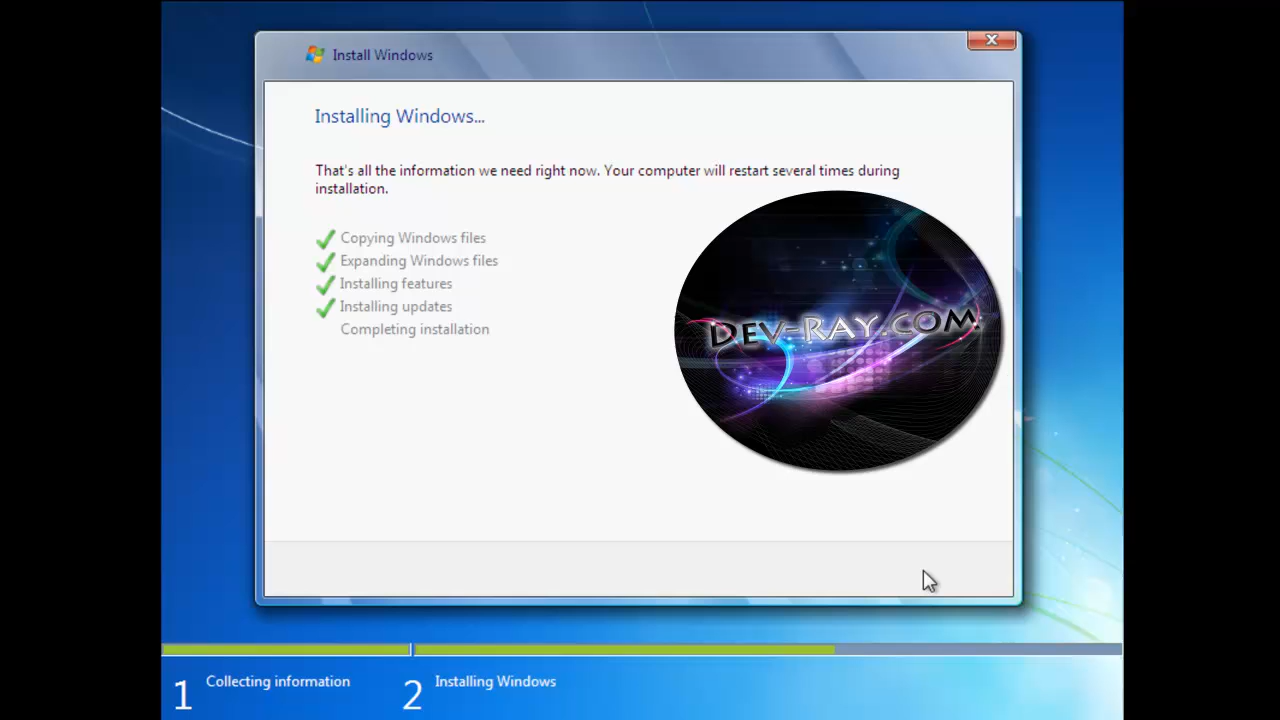 Install Windows
Installing Windows...
That's all the information we need right now. Your computer will restart several times during
installation.
Copying Windows files
Expanding Windows files
Installing features
Installing updates
Completing installation
DEV-RAY.COM
1 Collecting information
2 Installing Windows